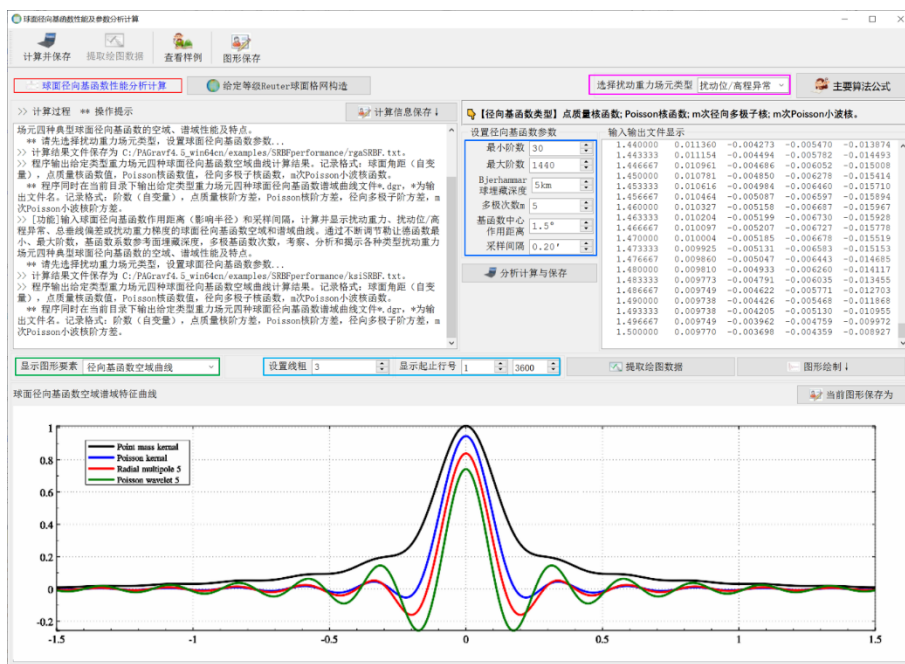 球面径向基函数性能及参数分析计算
计算并保存 提取绘图数据 查看样例 图形保存
球面径向基函数性能分析计算 给定等级Reuter球面格网构造 选择扰动重力场元类型 扰动位/高程异常 主要算法公式
>> 计算过程 ** 操作提示 计算信息保存↓
场元四种典型球面径向基函数的空域、谱域性能及特点。
** 请先选择扰动重力场元类型，设置球面径向基函数参数...
>> 计算结果文件保存为 C:/PAGravf4.5_win64cn/examples/SRBFperformance/rgaSRBF.txt.
>> 程序输出给定类型重力场元四种球面径向基函数空域曲线计算结果。记录格式：球面角距（自变
量），点质量核函数值，Poisson核函数值，径向多极子核函数，m次Poisson小波核函数。
** 程序同时在当前目录下输出给定类型重力场元四种球面径向基函数谱域曲线文件*.dgr，*为输
出文件名。记录格式：阶数（自变量），点质量核阶方差，Poisson核阶方差，径向多极子阶方差，m
次Poisson小波核阶方差。
>> [功能]输入球面径向基函数作用距离（影响半径）和采样间隔，计算并显示扰动重力、扰动位/高
程异常、总垂线偏差或扰动重力梯度的球面径向基函数空域和谱域曲线。通过不断调节勒让德函数最
小、最大阶数，基函数系数参考面埋藏深度，多极基函数次数，考察、分析和揭示各种类型扰动重力
场元四种典型球面径向基函数的空域、谱域性能及特点。
** 请先选择扰动重力场元类型，设置球面径向基函数参数...
>> 计算结果文件保存为 C:/PAGravf4.5_win64cn/examples/SRBFperformance/ksiSRBF.txt.
>> 程序输出给定类型重力场元四种球面径向基函数空域曲线计算结果。记录格式：球面角距（自变
量），点质量核函数值，Poisson核函数值，径向多极子核函数，m次Poisson小波核函数。
** 程序同时在当前目录下输出给定类型重力场元四种球面径向基函数谱域曲线文件*.dgr，*为输
出文件名。记录格式：阶数（自变量），点质量核阶方差，Poisson核阶方差，径向多极子阶方差，m
次Poisson小波核阶方差。
【径向基函数类型】点质量核函数; Poisson核函数; m次径向多极子核; m次Poisson小波核。
设置径向基函数参数
最小阶数 30
最大阶数 1440
Bjerhammar
球埋藏深度 5km
多极次数m 5
基函数中心
作用距离 1.5°
采样间隔 0.20′
分析计算与保存
输入输出文件显示
1.440000 0.011360 -0.004273 -0.005470 -0.013874
1.443333 0.011154 -0.004494 -0.005782 -0.014493
1.446667 0.010961 -0.004686 -0.006052 -0.015008
1.450000 0.010781 -0.004850 -0.006278 -0.015414
1.453333 0.010616 -0.004984 -0.006460 -0.015710
1.456667 0.010464 -0.005087 -0.006597 -0.015894
1.460000 0.010327 -0.005158 -0.006687 -0.015967
1.463333 0.010204 -0.005199 -0.006730 -0.015928
1.466667 0.010097 -0.005207 -0.006727 -0.015778
1.470000 0.010004 -0.005185 -0.006678 -0.015519
1.473333 0.009925 -0.005131 -0.006583 -0.015153
1.476667 0.009860 -0.005047 -0.006443 -0.014685
1.480000 0.009810 -0.004933 -0.006260 -0.014117
1.483333 0.009773 -0.004791 -0.006035 -0.013455
1.486667 0.009749 -0.004622 -0.005771 -0.012703
1.490000 0.009738 -0.004426 -0.005468 -0.011868
1.493333 0.009738 -0.004205 -0.005130 -0.010955
1.496667 0.009749 -0.003962 -0.004759 -0.009972
1.500000 0.009770 -0.003698 -0.004359 -0.008927
显示图形要素 径向基函数空域曲线 设置线粗 3 显示起止行号 1 3600 提取绘图数据 图形绘制↓
球面径向基函数空域谱域特征曲线 当前图形保存为
Point mass kernal
Poisson kernal
Radial multipole 5
Poisson wavelet 5
1
0.8
0.6
0.4
0.2
0
-0.2
-1.5 -1 -0.5 0 0.5 1 1.5